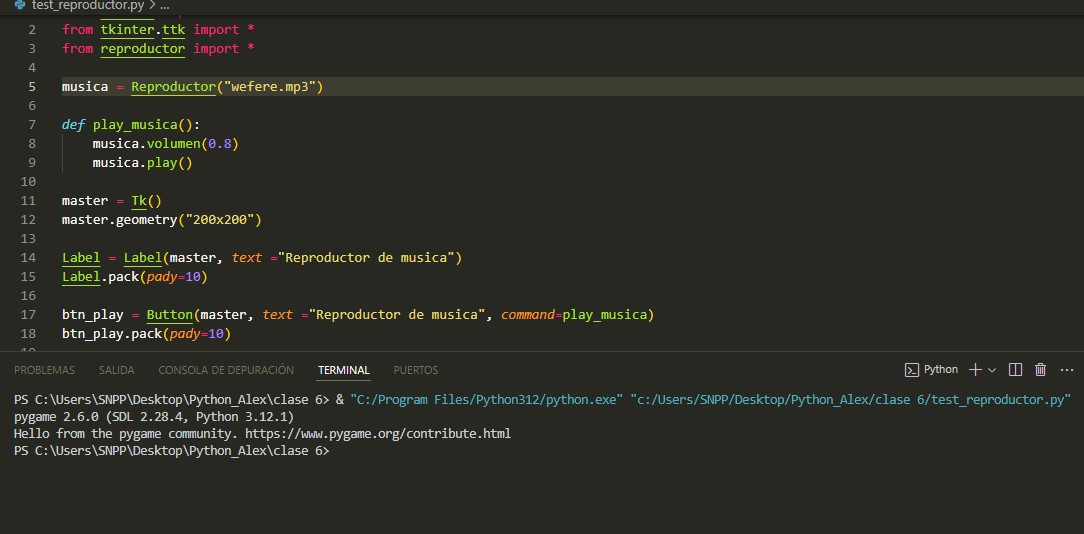 test_reproductor.py > ...
2 from tkinter.ttk import *
3 from reproductor import *
4
5 musica = Reproductor("wefere.mp3")
6
7 def play_musica():
8 musica.volumen(0.8)
9 musica.play()
10
11 master = Tk()
12 master.geometry("200x200")
13
14 Label = Label(master, text ="Reproductor de musica")
15 Label.pack(pady=10)
16
17 btn_play = Button(master, text ="Reproductor de musica", command=play_musica)
18 btn_play.pack(pady=10)
PROBLEMAS SALIDA CONSOLA DE DEPURACIÓN TERMINAL PUERTOS Python
PS C:\Users\SNPP\Desktop\Python_Alex\clase 6> & "C:/Program Files/Python312/python.exe" "c:/Users/SNPP/Desktop/Python_Alex/clase 6/test_reproductor.py"
pygame 2.6.0 (SDL 2.28.4, Python 3.12.1)
Hello from the pygame community. https://www.pygame.org/contribute.html
PS C:\Users\SNPP\Desktop\Python_Alex\clase 6>